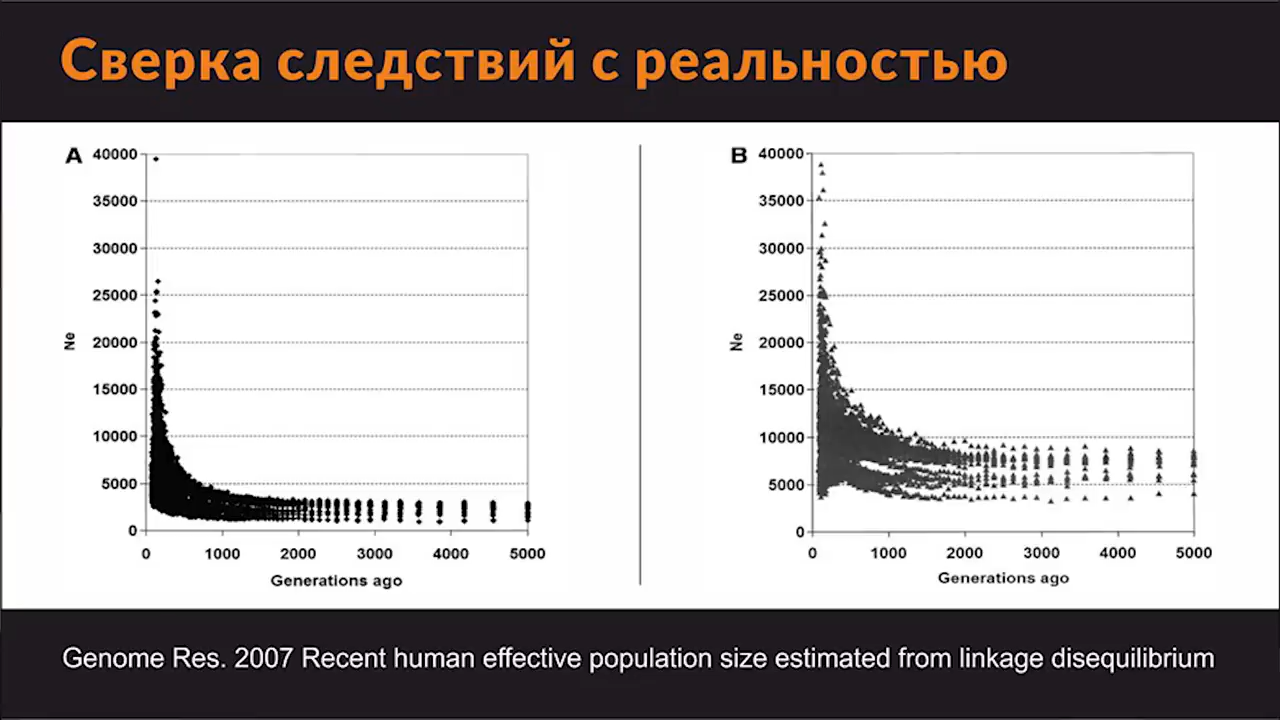 Сверка следствий с реальностью
A
40000
35000
30000
25000
20000
15000
10000
5000
0
Ne
0 1000 2000 3000 4000 5000
Generations ago
B
40000
35000
30000
25000
20000
15000
10000
5000
0
Ne
0 1000 2000 3000 4000 5000
Generations ago
Genome Res. 2007 Recent human effective population size estimated from linkage disequilibrium